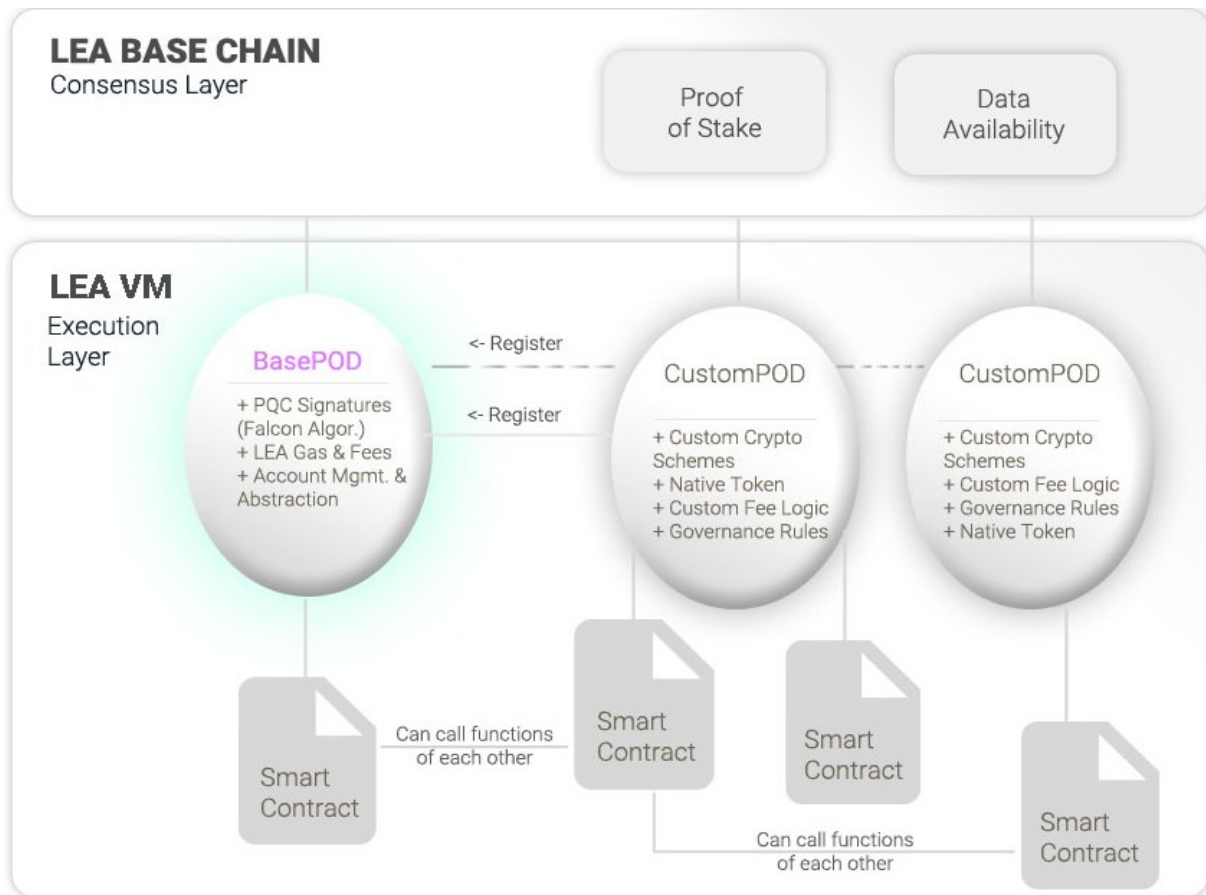 LEA BASE CHAIN
Consensus Layer
Proof
of Stake
Data
Availability
LEA VM
Execution
Layer
BasePOD
+ PQC Signatures
(Falcon Algor.)
+ LEA Gas & Fees
+ Account Mgmt. &
Abstraction
<- Register
<- Register
CustomPOD
+ Custom Crypto
Schemes
+ Native Token
+ Custom Fee Logic
+ Governance Rules
CustomPOD
+ Custom Crypto
Schemes
+ Custom Fee Logic
+ Governance Rules
+ Native Token
Smart
Contract
Can call functions
of each other
Smart
Contract
Smart
Contract
Can call functions
of each other
Smart
Contract